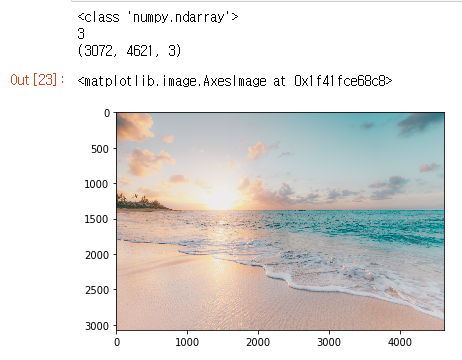 <class 'numpy.ndarray'>
3
(3072, 4621, 3)
Out[23]: <matplotlib.image.AxesImage at 0x1f41fce68c8>
0
500
1000
1500
2000
2500
3000
0 1000 2000 3000 4000